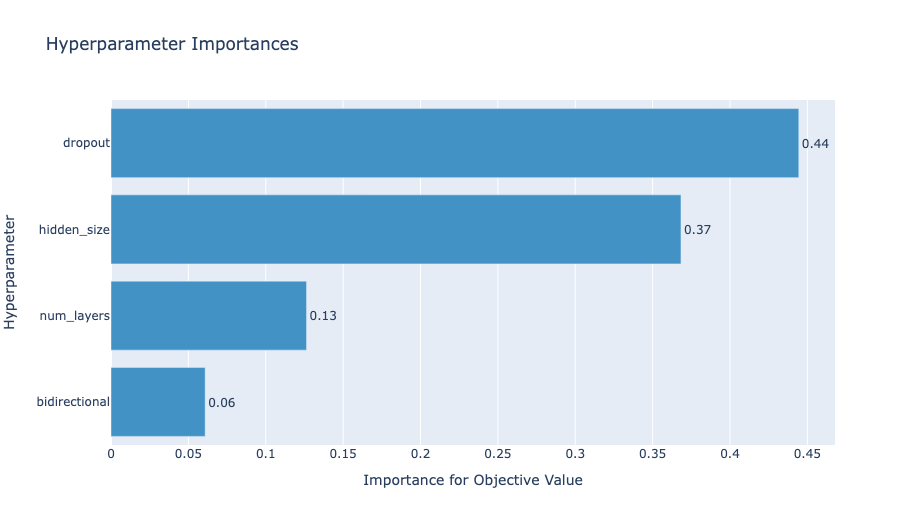 Hyperparameter Importances
Hyperparameter
dropout
0.44
hidden_size
0.37
num_layers
0.13
bidirectional
0.06
0 0.05 0.1 0.15 0.2 0.25 0.3 0.35 0.4 0.45
Importance for Objective Value